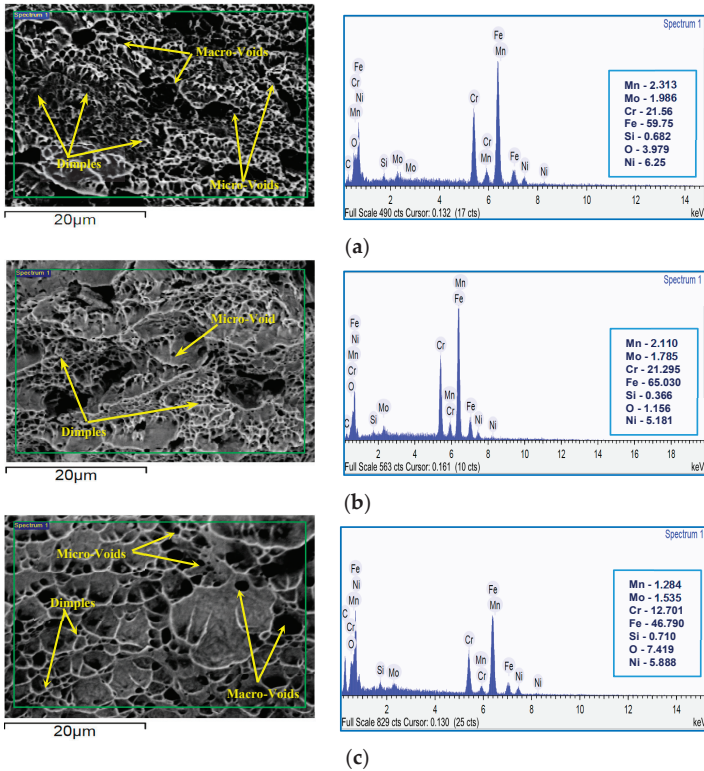 Spectrum 1
Macro-Voids
Dimples
Micro-Voids
20µm
Spectrum 1
Fe
Mn
Fe
Cr
Ni
Mn
O
C
Si
Mo
Mo
Cr
Cr
Mn
Fe
Ni
Ni
Mn - 2.313
Mo - 1.986
Cr - 21.56
Fe - 59.75
Si - 0.682
O - 3.979
Ni - 6.25
2 4 6 8 10 12 14
Full Scale 490 cts Cursor: 0.132 (17 cts) keV
(a)
Spectrum 1
Micro-Void
Dimples
20µm
Spectrum 1
Mn
Fe
Fe
Ni
Mn
Cr
O
C
Si
Mo
Cr
Mn
Cr
Fe
Ni
Ni
Mn - 2.110
Mo - 1.785
Cr - 21.295
Fe - 65.030
Si - 0.366
O - 1.156
Ni - 5.181
2 4 6 8 10 12 14 16 18
Full Scale 563 cts Cursor: 0.161 (10 cts) keV
(b)
Spectrum 1
Micro-Voids
Dimples
Macro-Voids
20µm
Spectrum 1
Fe
Mn
Fe
Ni
Mn
C
Cr
O
Si
Mo
Cr
Mn
Cr
Fe
Ni
Ni
Mn - 1.284
Mo - 1.535
Cr - 12.701
Fe - 46.790
Si - 0.710
O - 7.419
Ni - 5.888
2 4 6 8 10 12 14
Full Scale 829 cts Cursor: 0.130 (25 cts) keV
(c)